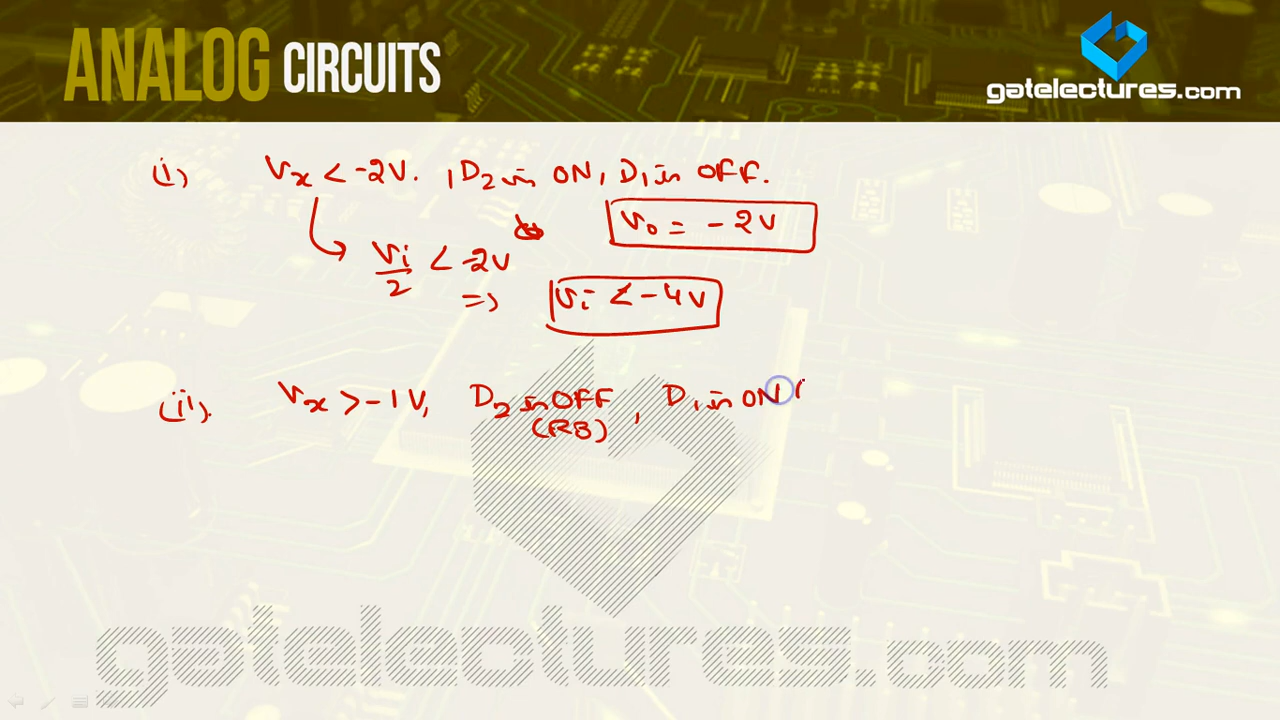 ANALOG CIRCUITS
gatelectures.com
(i) Vx < -2V. , D2 is ON, D1 is OFF.
Vo = -2V
Vi/2 < -2V
=> Vi < -4V
(ii). Vx > -1V, D2 is OFF, D1 is ON (
(RB)
gatelectures.com